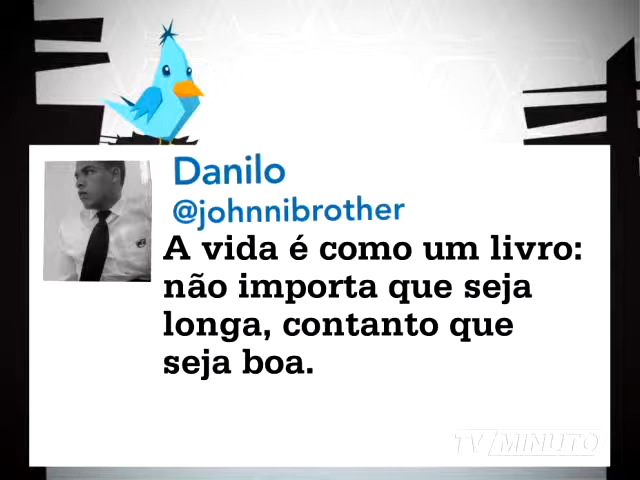 Danilo
@johnnibrother
A vida é como um livro:
não importa que seja
longa, contanto que
seja boa.
TV MINUTO